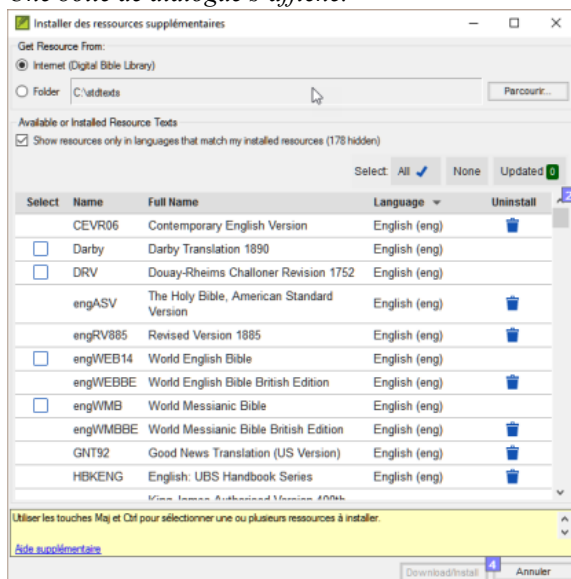 Une boîte de dialogue s'affiche.
Installer des ressources supplémentaires
Get Resource From:
Internet (Digital Bible Library)
Folder C:\stdtexts Parcourir...
Available or Installed Resource Texts
Show resources only in languages that match my installed resources (178 hidden)
Select: All None Updated 0
Select Name Full Name Language Uninstall 2
CEVR06 Contemporary English Version English (eng)
Darby Darby Translation 1890 English (eng)
DRV Douay-Rheims Challoner Revision 1752 English (eng)
engASV The Holy Bible, American Standard Version English (eng)
engRV885 Revised Version 1885 English (eng)
engWEB14 World English Bible English (eng)
engWEBBE World English Bible British Edition English (eng)
engWMB World Messianic Bible English (eng)
engWMBBE World Messianic Bible British Edition English (eng)
GNT92 Good News Translation (US Version) English (eng)
HBKENG English: UBS Handbook Series English (eng)
King James Authorised Version 400th
Utiliser les touches Maj et Ctrl pour sélectionner une ou plusieurs ressources à installer.
Aide supplémentaire
Download/Install 4 Annuler